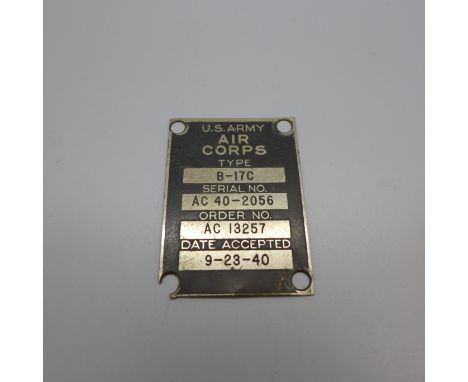 U.S. ARMY
AIR
CORPS
TYPE
B-17C
SERIAL NO.
AC 40-2056
ORDER NO.
AC 13257
DATE ACCEPTED
9-23-40